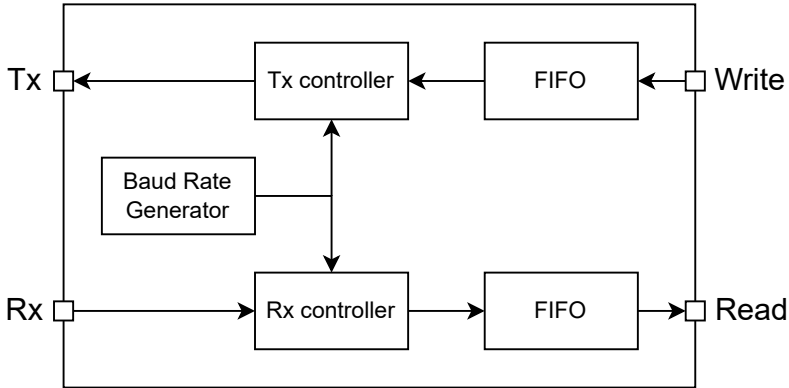 Tx
Tx controller
FIFO
Write
Baud Rate
Generator
Rx
Rx controller
FIFO
Read